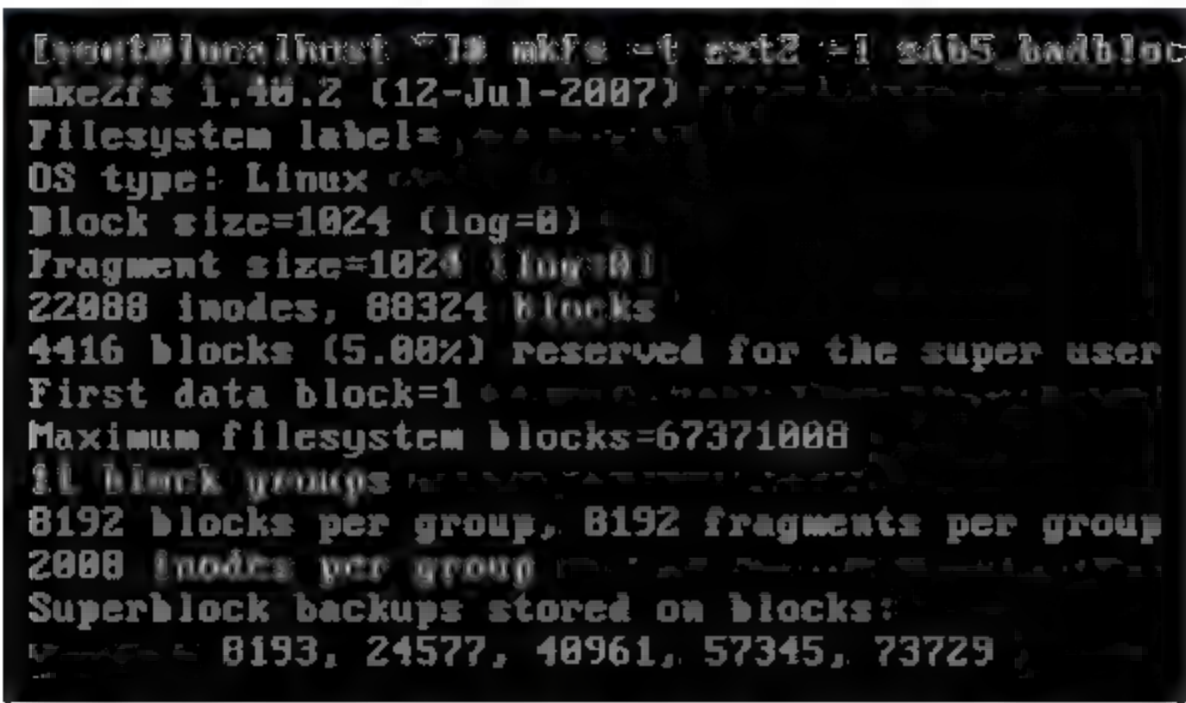 [root@localhost ~]# mkfs -t ext2 -l sdb5_badbloc
mke2fs 1.40.2 (12-Jul-2007)
Filesystem label=
OS type: Linux
Block size=1024 (log=0)
Fragment size=1024 (log=0)
22088 inodes, 88324 blocks
4416 blocks (5.00%) reserved for the super user
First data block=1
Maximum filesystem blocks=67371008
11 block groups
8192 blocks per group, 8192 fragments per group
2008 inodes per group
Superblock backups stored on blocks:
8193, 24577, 40961, 57345, 73729